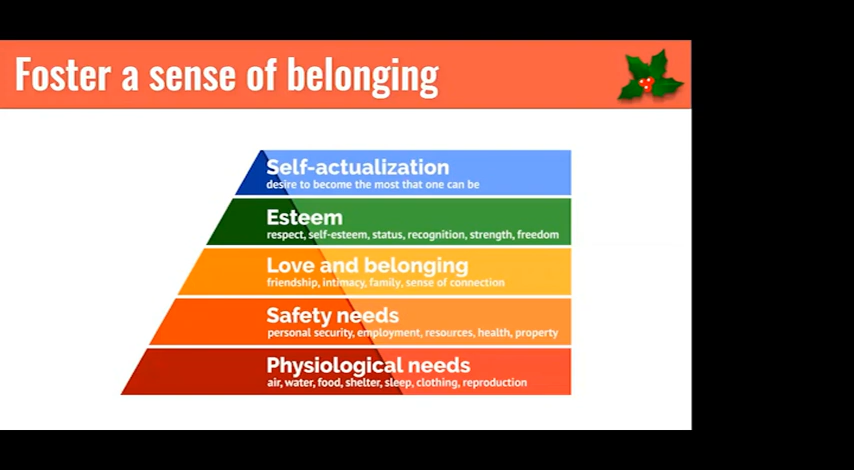 Foster a sense of belonging
Self-actualization
desire to become the most that one can be
Esteem
respect, self-esteem, status, recognition, strength, freedom
Love and belonging
friendship, intimacy, family, sense of connection
Safety needs
personal security, employment, resources, health, property
Physiological needs
air, water, food, shelter, sleep, clothing, reproduction